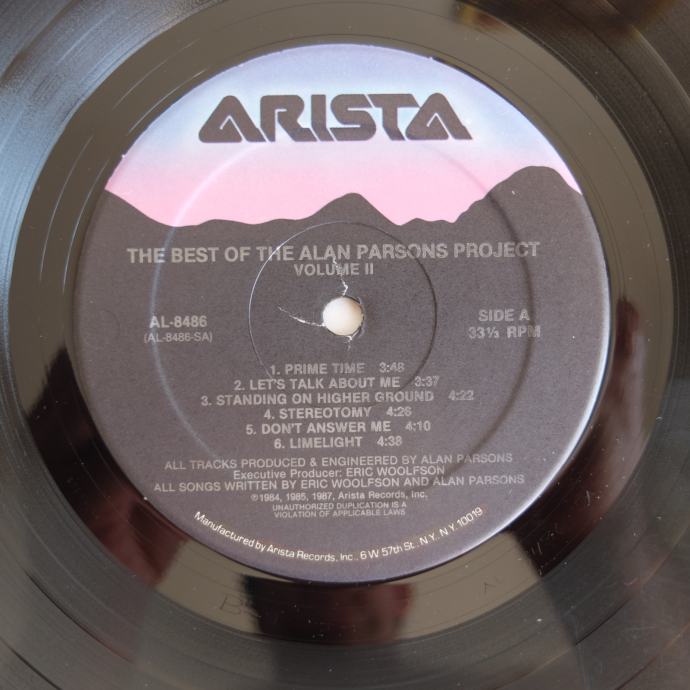 ARISTA
THE BEST OF THE ALAN PARSONS PROJECT
VOLUME II
AL-8486
(AL-8486-SA)
SIDE A
33⅓ RPM
1. PRIME TIME 3:48
2. LET'S TALK ABOUT ME 3:37
3. STANDING ON HIGHER GROUND 4:22
4. STEREOTOMY 4:26
5. DON'T ANSWER ME 4:10
6. LIMELIGHT 4:38
ALL TRACKS PRODUCED & ENGINEERED BY ALAN PARSONS
Executive Producer: ERIC WOOLFSON
ALL SONGS WRITTEN BY ERIC WOOLFSON AND ALAN PARSONS
℗1984, 1985, 1987, Arista Records, Inc.
UNAUTHORIZED DUPLICATION IS A
VIOLATION OF APPLICABLE LAWS
Manufactured by Arista Records, Inc., 6 W 57th St., N.Y., N.Y. 10019